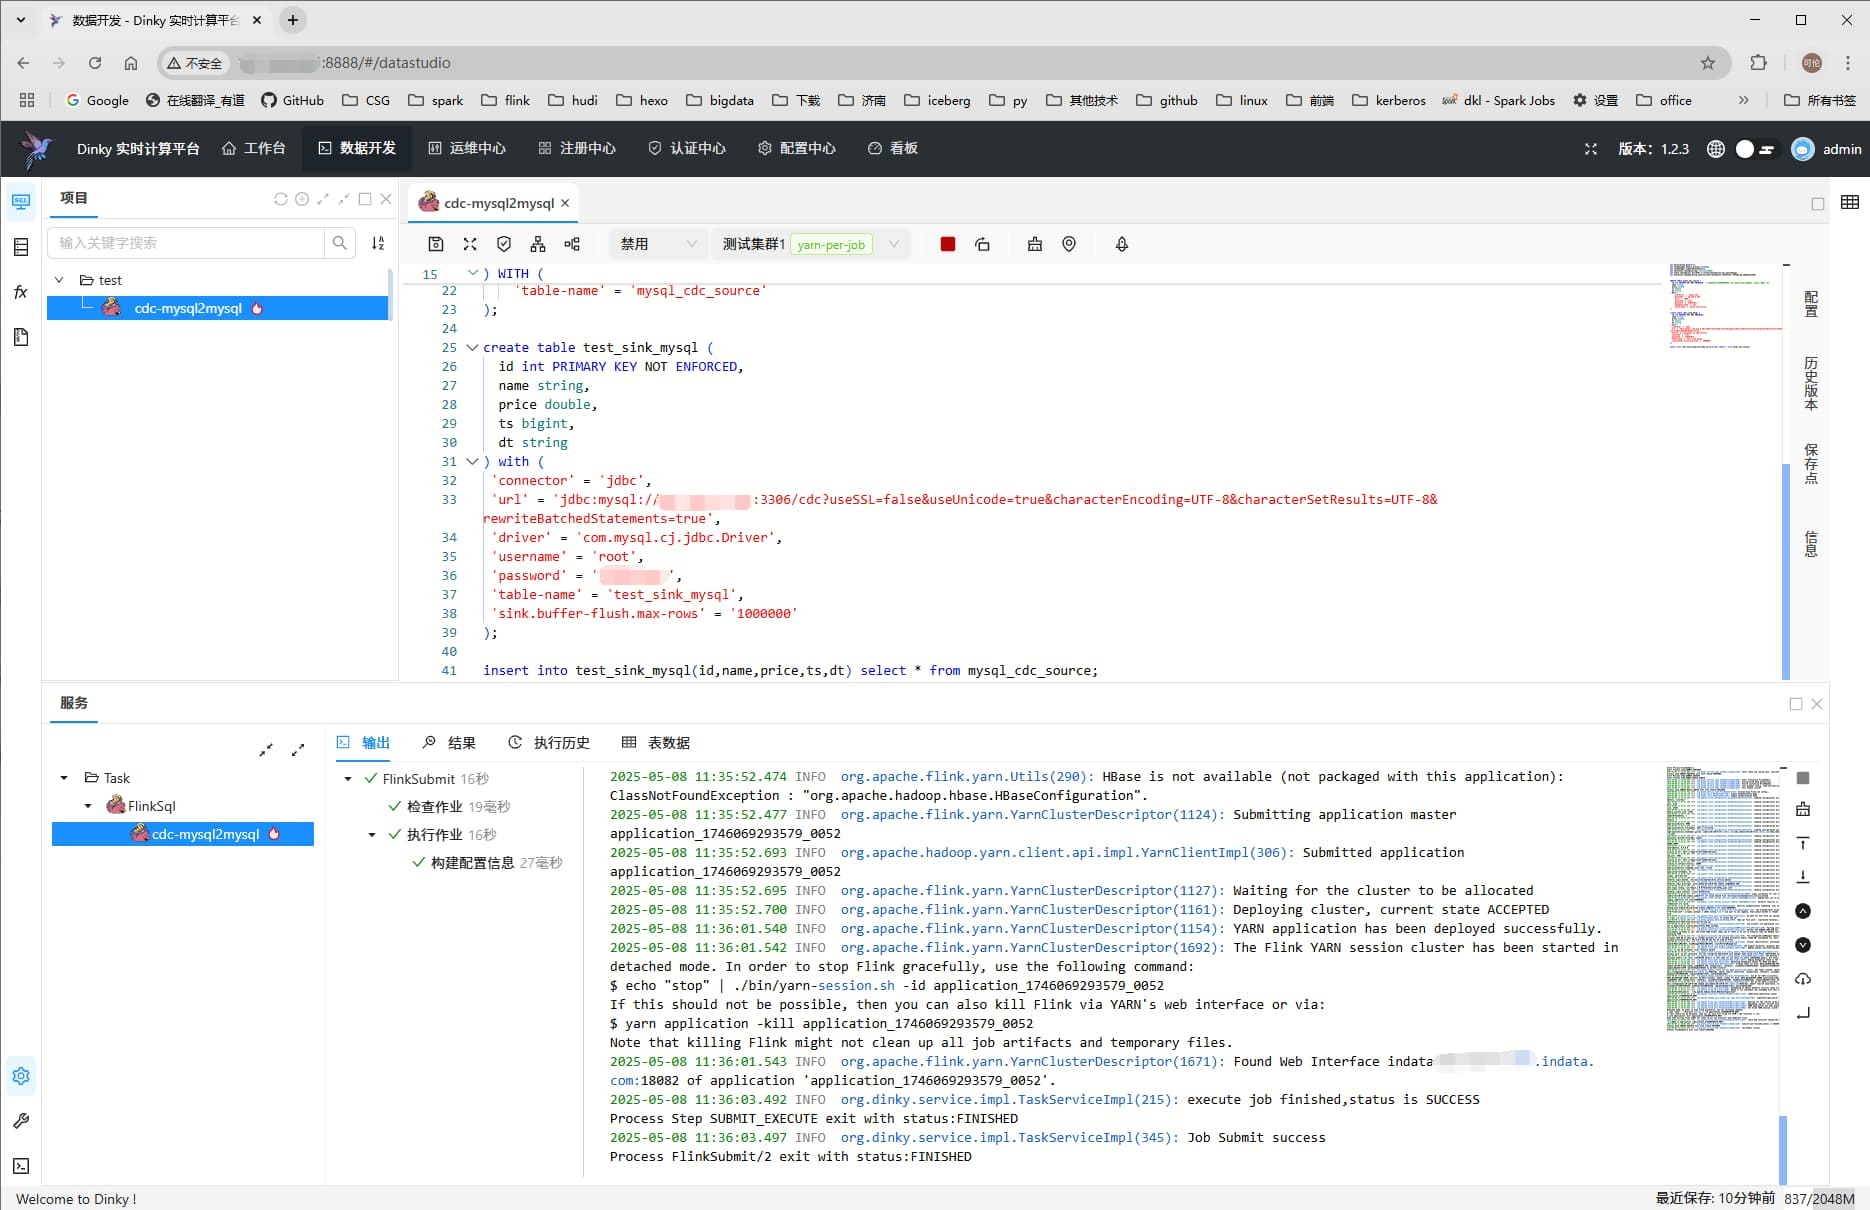 数据开发 - Dinky 实时计算平台
不安全
:8888/#/datastudio
可伦
Google
在线翻译_有道
GitHub
CSG
spark
flink
hudi
hexo
bigdata
下载
济南
iceberg
py
其他技术
github
linux
前端
kerberos
dkl - Spark Jobs
设置
office
所有书签
Dinky 实时计算平台
工作台
数据开发
运维中心
注册中心
认证中心
配置中心
看板
版本：1.2.3
admin
项目
输入关键字搜索
test
cdc-mysql2mysql
cdc-mysql2mysql
禁用
测试集群1 yarn-per-job
15 ) WITH (
22 'table-name' = 'mysql_cdc_source'
23 );
24
25 create table test_sink_mysql (
26 id int PRIMARY KEY NOT ENFORCED,
27 name string,
28 price double,
29 ts bigint,
30 dt string
31 ) with (
32 'connector' = 'jdbc',
33 'url' = 'jdbc:mysql:// :3306/cdc?useSSL=false&useUnicode=true&characterEncoding=UTF-8&characterSetResults=UTF-8&
rewriteBatchedStatements=true',
34 'driver' = 'com.mysql.cj.jdbc.Driver',
35 'username' = 'root',
36 'password' = ' ',
37 'table-name' = 'test_sink_mysql',
38 'sink.buffer-flush.max-rows' = '1000000'
39 );
40
41 insert into test_sink_mysql(id,name,price,ts,dt) select * from mysql_cdc_source;
配置
历史版本
保存点
信息
服务
Task
FlinkSql
cdc-mysql2mysql
输出
结果
执行历史
表数据
FlinkSubmit 16秒
检查作业 19毫秒
执行作业 16秒
构建配置信息 27毫秒
2025-05-08 11:35:52.474 INFO org.apache.flink.yarn.Utils(290): HBase is not available (not packaged with this application):
ClassNotFoundException : "org.apache.hadoop.hbase.HBaseConfiguration".
2025-05-08 11:35:52.477 INFO org.apache.flink.yarn.YarnClusterDescriptor(1124): Submitting application master
application_1746069293579_0052
2025-05-08 11:35:52.693 INFO org.apache.hadoop.yarn.client.api.impl.YarnClientImpl(306): Submitted application
application_1746069293579_0052
2025-05-08 11:35:52.695 INFO org.apache.flink.yarn.YarnClusterDescriptor(1127): Waiting for the cluster to be allocated
2025-05-08 11:35:52.700 INFO org.apache.flink.yarn.YarnClusterDescriptor(1161): Deploying cluster, current state ACCEPTED
2025-05-08 11:36:01.540 INFO org.apache.flink.yarn.YarnClusterDescriptor(1154): YARN application has been deployed successfully.
2025-05-08 11:36:01.542 INFO org.apache.flink.yarn.YarnClusterDescriptor(1692): The Flink YARN session cluster has been started in
detached mode. In order to stop Flink gracefully, use the following command:
$ echo "stop" | ./bin/yarn-session.sh -id application_1746069293579_0052
If this should not be possible, then you can also kill Flink via YARN's web interface or via:
$ yarn application -kill application_1746069293579_0052
Note that killing Flink might not clean up all job artifacts and temporary files.
2025-05-08 11:36:01.543 INFO org.apache.flink.yarn.YarnClusterDescriptor(1671): Found Web Interface indata .indata.
com:18082 of application 'application_1746069293579_0052'.
2025-05-08 11:36:03.492 INFO org.dinky.service.impl.TaskServiceImpl(215): execute job finished,status is SUCCESS
Process Step SUBMIT_EXECUTE exit with status:FINISHED
2025-05-08 11:36:03.497 INFO org.dinky.service.impl.TaskServiceImpl(345): Job Submit success
Process FlinkSubmit/2 exit with status:FINISHED
Welcome to Dinky !
最近保存: 10分钟前
837/2048M